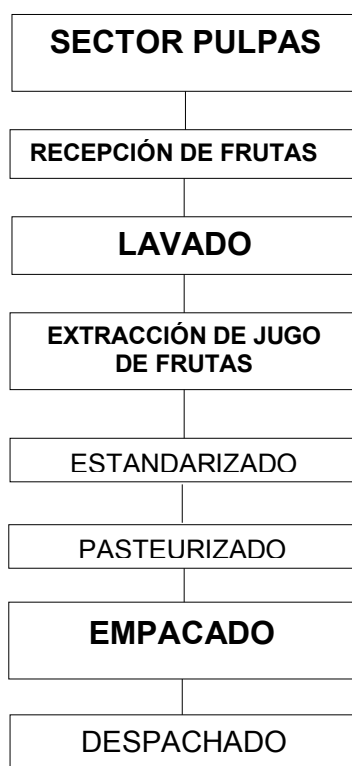 SECTOR PULPAS
RECEPCIÓN DE FRUTAS
LAVADO
EXTRACCIÓN DE JUGO
DE FRUTAS
ESTANDARIZADO
PASTEURIZADO
EMPACADO
DESPACHADO